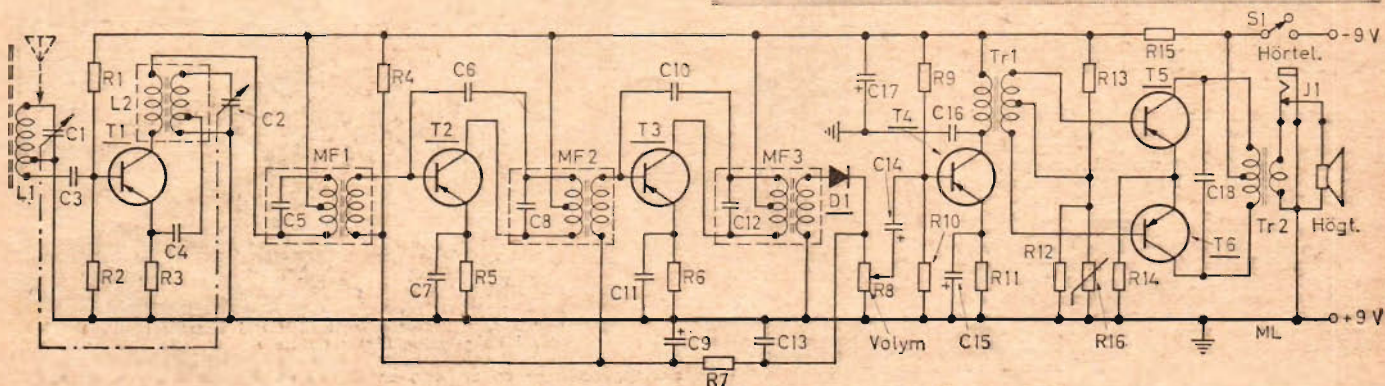 S1
-9 V
R15
Hörtel.
R1
L2
C2
R4
C6
C10
C17
R9
Tr1
R13
T5
J1
C1
T1
T2
T3
T4
C16
MF1
MF2
MF3
C14
C18
L1
C3
C5
C8
C12
D1
R10
Tr2
Högt.
C4
T6
R2
R3
C7
R5
C11
R6
R8
R11
R12
R14
+9 V
C9
C13
Volym
C15
R16
ML
R7